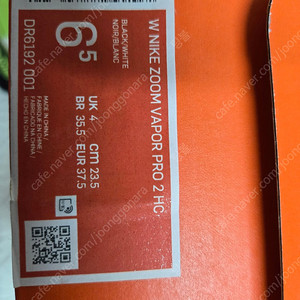 W NIKE ZOOM VAPOR PRO 2 HC
BLACK/WHITE
NOIR/BLANC
6.5
UK 4 cm 23.5
BR 35.5 EUR 37.5
MADE IN CHINA /
FABRIQUE EN CHINE /
FABRICADO NA CHINA /
HECHO EN CHINA /
DR6192 001
cafe.naver.com/joonggonara